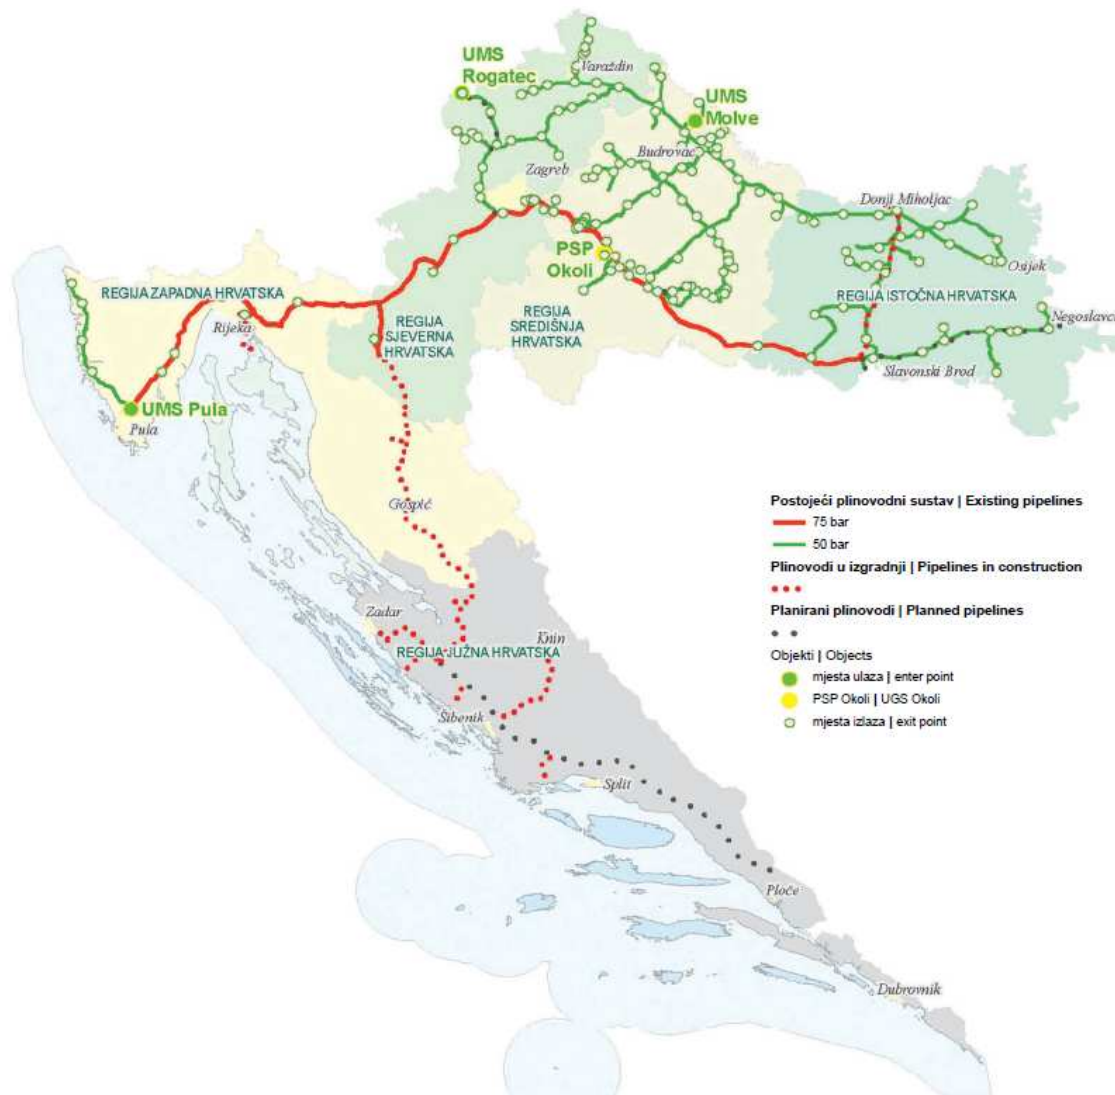 UMS
Rogatec
Varaždin
UMS
Molve
Budrovac
Zagreb
Donji Miholjac
PSP
Okoli
Osijek
REGIJA ZAPADNA HRVATSKA
REGIJA ISTOČNA HRVATSKA
Rijeka
REGIJA
SJEVERNA
HRVATSKA
REGIJA
SREDIŠNJA
HRVATSKA
Negoslavci
Slavonski Brod
UMS Pula
Pula
Gospić
Postojeći plinovodni sustav | Existing pipelines
75 bar
50 bar
Plinovodi u izgradnji | Pipelines in construction
Planirani plinovodi | Planned pipelines
Objekti | Objects
mjesta ulaza | enter point
PSP Okoli | UGS Okoli
mjesta izlaza | exit point
Zadar
Knin
REGIJA JUŽNA HRVATSKA
Šibenik
Split
Ploče
Dubrovnik